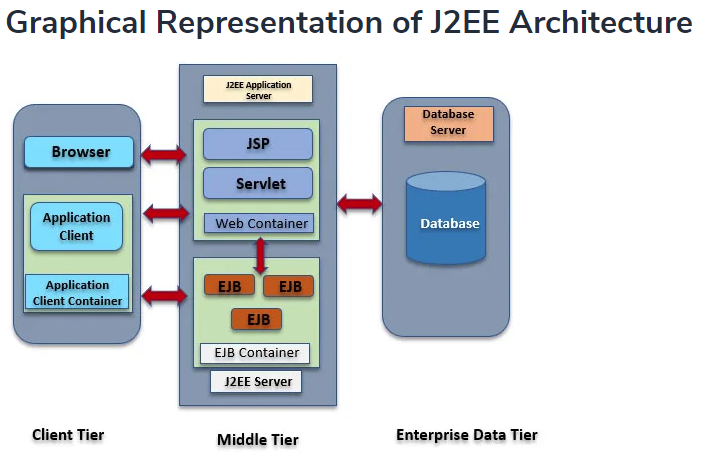 Graphical Representation of J2EE Architecture
J2EE Application
Server
JSP
Servlet
Web Container
EJB
EJB
EJB
EJB Container
J2EE Server
Browser
Application
Client
Application
Client Container
Database
Server
Database
Client Tier
Middle Tier
Enterprise Data Tier